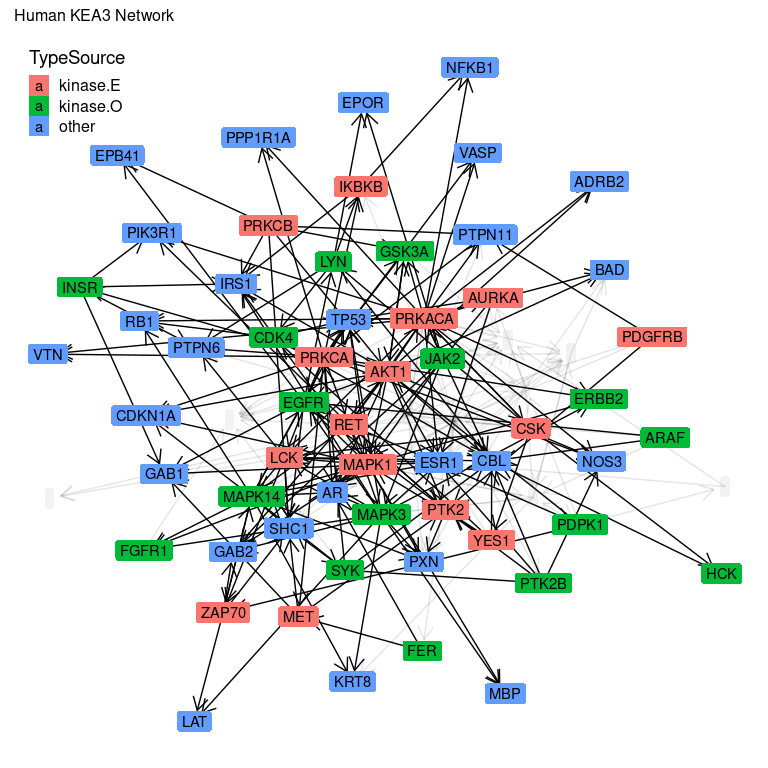 Human KEA3 Network
TypeSource
a kinase.E
a kinase.O
a other
NFKB1
EPOR
PPP1R1A
VASP
EPB41
ADRB2
IKBKB
PRKCB
PIK3R1
PTPN11
GSK3A
LYN
BAD
IRS1
INSR
AURKA
PRKACA
TP53
RB1
CDK4
PDGFRB
PTPN6
VTN
PRKCA
JAK2
AKT1
ERBB2
EGFR
CDKN1A
RET
CSK
ARAF
LCK
MAPK1
ESR1
CBL
NOS3
GAB1
AR
MAPK14
PTK2
MAPK3
SHC1
PDPK1
YES1
FGFR1
GAB2
PXN
SYK
HCK
PTK2B
ZAP70
MET
FER
KRT8
MBP
LAT